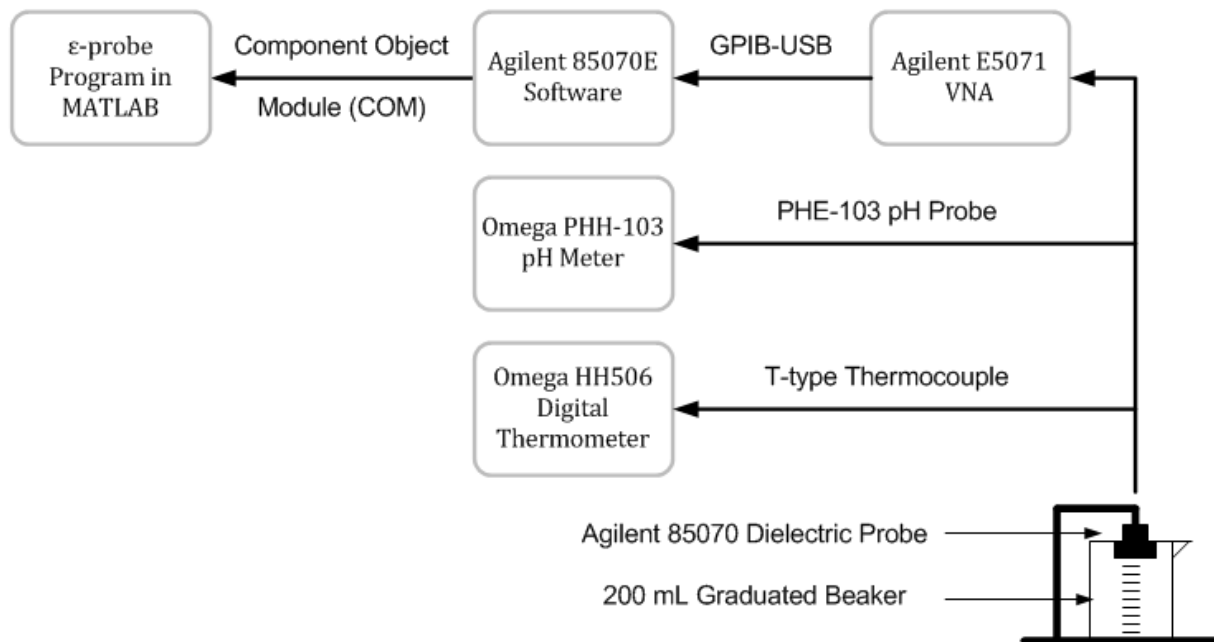 ε-probe
Program in
MATLAB
Component Object
Module (COM)
Agilent 85070E
Software
GPIB-USB
Agilent E5071
VNA
Omega PHH-103
pH Meter
PHE-103 pH Probe
Omega HH506
Digital
Thermometer
T-type Thermocouple
Agilent 85070 Dielectric Probe
200 mL Graduated Beaker